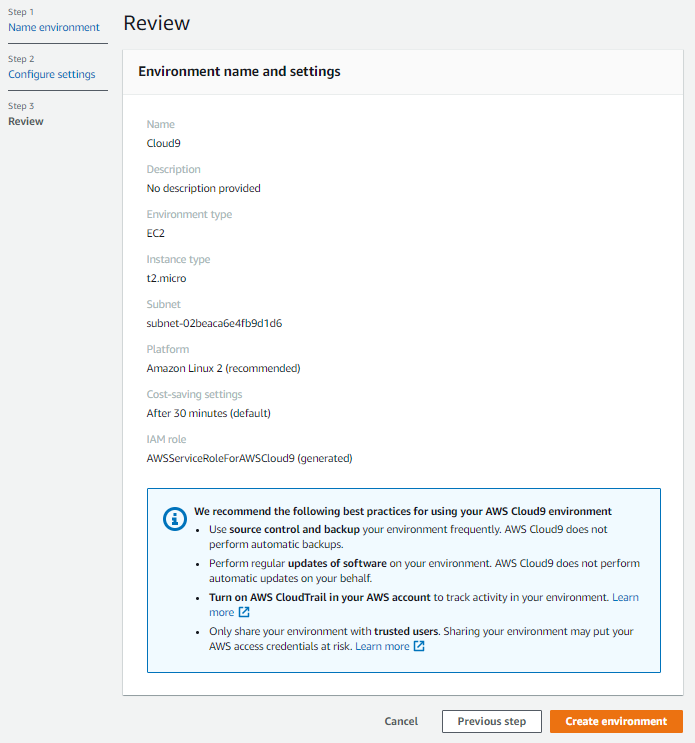 Step 1
Name environment
Step 2
Configure settings
Step 3
Review
Review
Environment name and settings
Name
Cloud9
Description
No description provided
Environment type
EC2
Instance type
t2.micro
Subnet
subnet-02beaca6e4fb9d1d6
Platform
Amazon Linux 2 (recommended)
Cost-saving settings
After 30 minutes (default)
IAM role
AWSServiceRoleForAWSCloud9 (generated)
We recommend the following best practices for using your AWS Cloud9 environment
• Use source control and backup your environment frequently. AWS Cloud9 does not
perform automatic backups.
• Perform regular updates of software on your environment. AWS Cloud9 does not perform
automatic updates on your behalf.
• Turn on AWS CloudTrail in your AWS account to track activity in your environment. Learn
more
• Only share your environment with trusted users. Sharing your environment may put your
AWS access credentials at risk. Learn more
Cancel
Previous step
Create environment